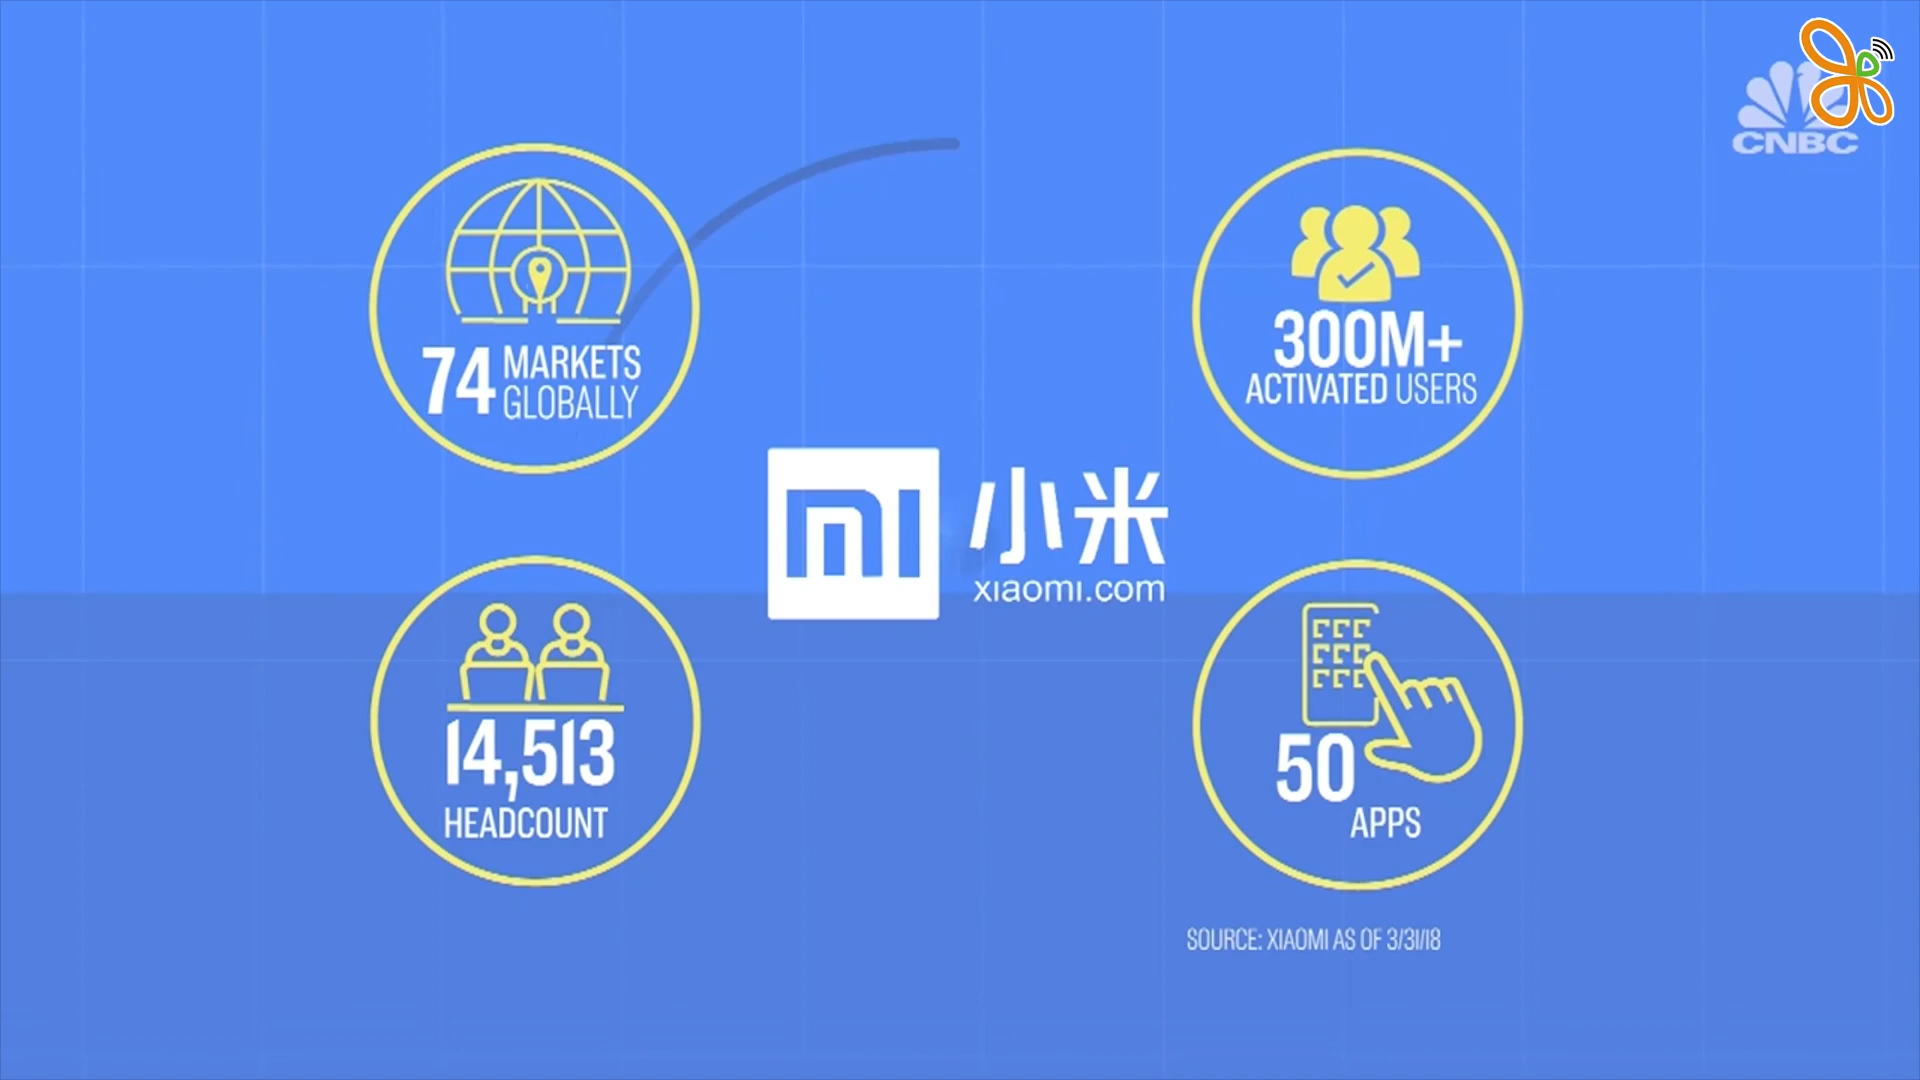 CNBC
74 MARKETS
GLOBALLY
300M+
ACTIVATED USERS
mi 小米
xiaomi.com
14,513
HEADCOUNT
50
APPS
SOURCE: XIAOMI AS OF 3/31/18